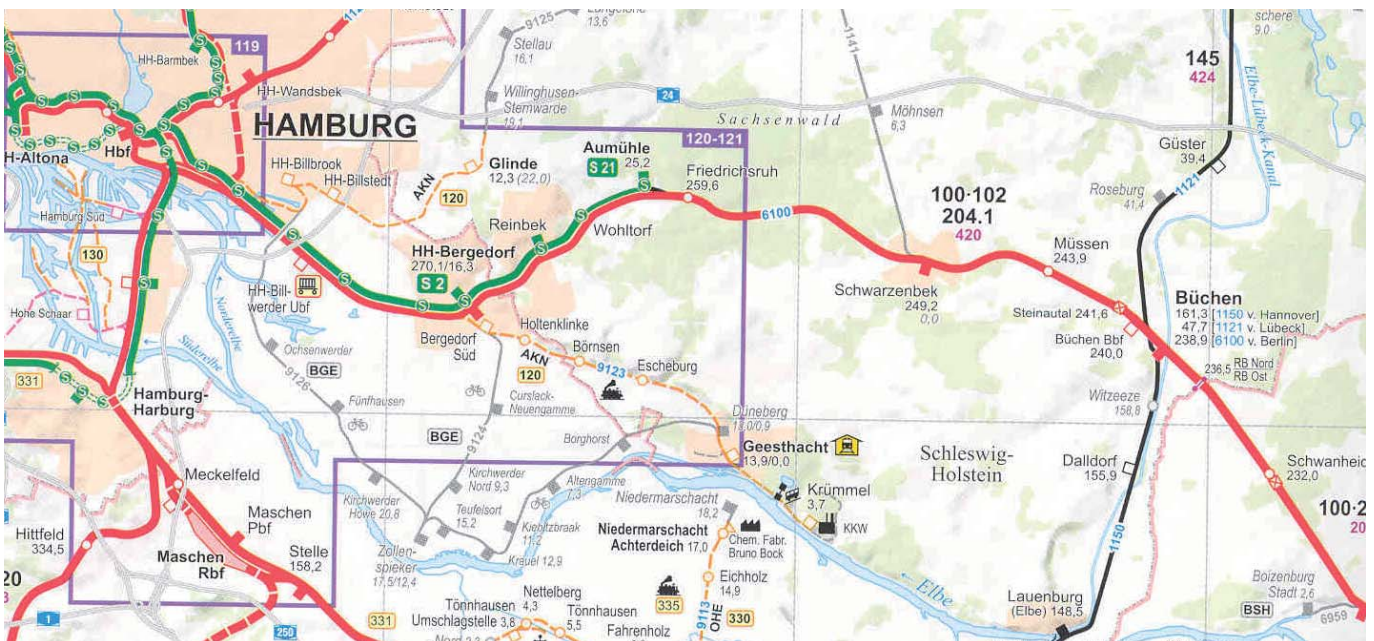 9125
Stellau
16,1
13,6
1141
145
424
schere
9,0
119
HH-Barmbek
HH-Wandsbek
HAMBURG
H-Altona
Hbf
Willinghusen-
Stemwarde
19,1
24
Sachsenwald
Möhnsen
6,3
Elbe-Lübeck-Kanal
HH-Billbrook
HH-Billstedt
AKN
120
Glinde
12,3 (22,0)
Aumühle
S 21
25,2
120-121
Friedrichsruh
259,6
Güster
39,4
Roseburg
41,4
1121
Hamburg Süd
130
Reinbek
Wohltorf
6100
100·102
204.1
420
HH-Bergedorf
270,1/16,3
S 2
Müssen
243,9
Hohe Schaar
Norderelbe
HH-Bill-
werder Ubf
Schwarzenbek
249,2
0,0
Steinautal 241,6
Büchen
161,3 [1150 v. Hannover]
47,7 [1121 v. Lübeck]
238,9 [6100 v. Berlin]
Büchen Bbf
240,0
Süderelbe
Bergedorf
Süd
Holtenklinke
AKN
120
Börnsen
9123
Escheburg
236,5 RB Nord
RB Ost
331
Ochsenwerder
BGE
9126
Fünfhausen
Curslack-
Neuengamme
Witzeeze
158,8
Hamburg-
Harburg
BGE
9124
Borghorst
Düneberg
17,0/0,9
Geesthacht
13,9/0,0
Schleswig-
Holstein
Dalldorf
155,9
Schwanheid
232,0
Meckelfeld
Kirchwerder
Howe 20,8
Kirchwerder
Nord 9,3
Teufelsort
15,2
Altengamme
7,3
Kiebitzbraak
11,2
Krauel 12,9
Niedermarschacht
18,2
Krümmel
3,7
KKW
100·2
20
Hittfeld
334,5
Maschen
Pbf
Maschen
Rbf
Stelle
158,2
Zollen-
spieker
17,5/12,4
Niedermarschacht
Achterdeich 17,0
Chem. Fabr.
Bruno Bock
1150
20
Eichholz
14,9
Elbe
Lauenburg
(Elbe) 148,5
Boizenburg
Stadt 2,6
BSH
6959
1
250
331
Tönnhausen
Umschlagstelle 3,8
Nettelberg
4,3
Tönnhausen
5,5
Fahrenholz
335
9113
OHE
330